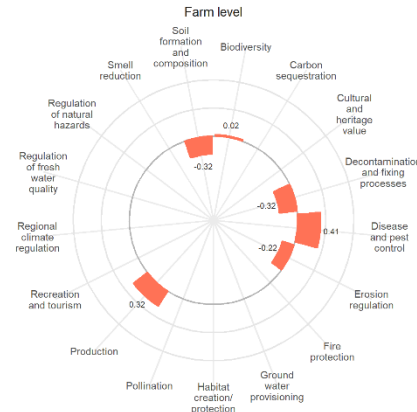 Farm level
Soil
formation
and
composition
Biodiversity
Carbon
sequestration
Cultural
and
heritage
value
Decontamination
and fixing
processes
Disease
and pest
control
Erosion
regulation
Fire
protection
Ground
water
provisioning
Habitat
creation/
protection
Pollination
Production
Recreation
and tourism
Regional
climate
regulation
Regulation
of fresh
water
quality
Regulation
of natural
hazards
Smell
reduction
0.02
-0.32
-0.32
0.41
-0.22
0.32